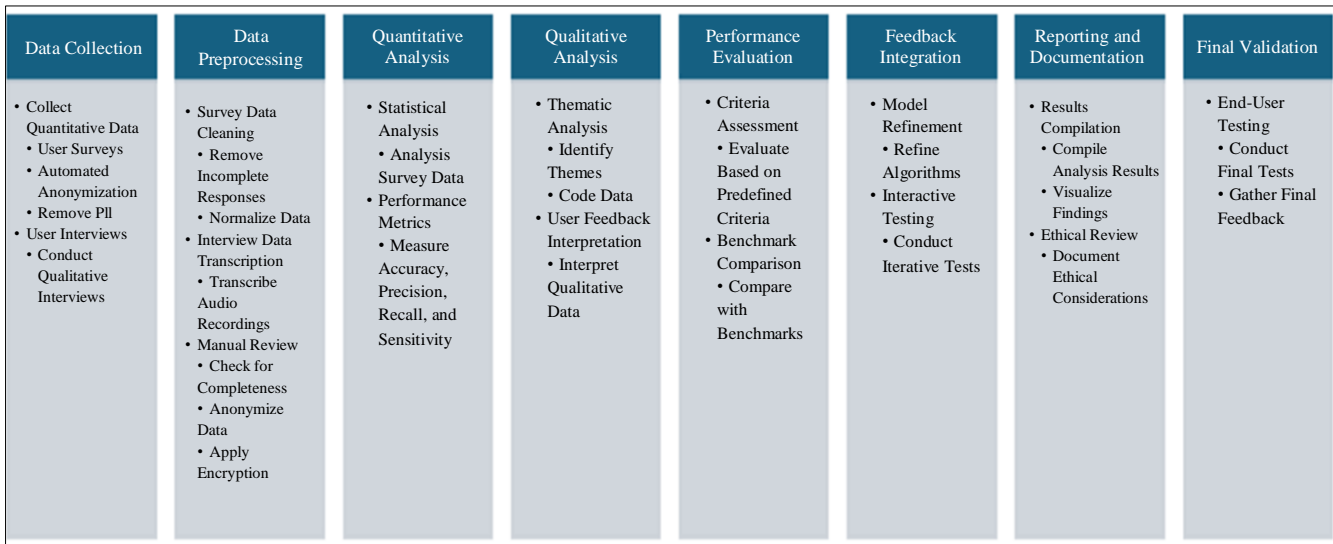 Data Collection
• Collect
Quantitative Data
• User Surveys
• Automated
Anonymization
• Remove Pll
• User Interviews
• Conduct
Qualitative
Interviews
Data
Preprocessing
• Survey Data
Cleaning
• Remove
Incomplete
Responses
• Normalize Data
• Interview Data
Transcription
• Transcribe
Audio
Recordings
• Manual Review
• Check for
Completeness
• Anonymize
Data
• Apply
Encryption
Quantitative
Analysis
• Statistical
Analysis
• Analysis
Survey Data
• Performance
Metrics
• Measure
Accuracy,
Precision,
Recall, and
Sensitivity
Qualitative
Analysis
• Thematic
Analysis
• Identify
Themes
• Code Data
• User Feedback
Interpretation
• Interpret
Qualitative
Data
Performance
Evaluation
• Criteria
Assessment
• Evaluate
Based on
Predefined
Criteria
• Benchmark
Comparison
• Compare
with
Benchmarks
Feedback
Integration
• Model
Refinement
• Refine
Algorithms
• Interactive
Testing
• Conduct
Iterative Tests
Reporting and
Documentation
• Results
Compilation
• Compile
Analysis Results
• Visualize
Findings
• Ethical Review
• Document
Ethical
Considerations
Final Validation
• End-User
Testing
• Conduct
Final Tests
• Gather Final
Feedback